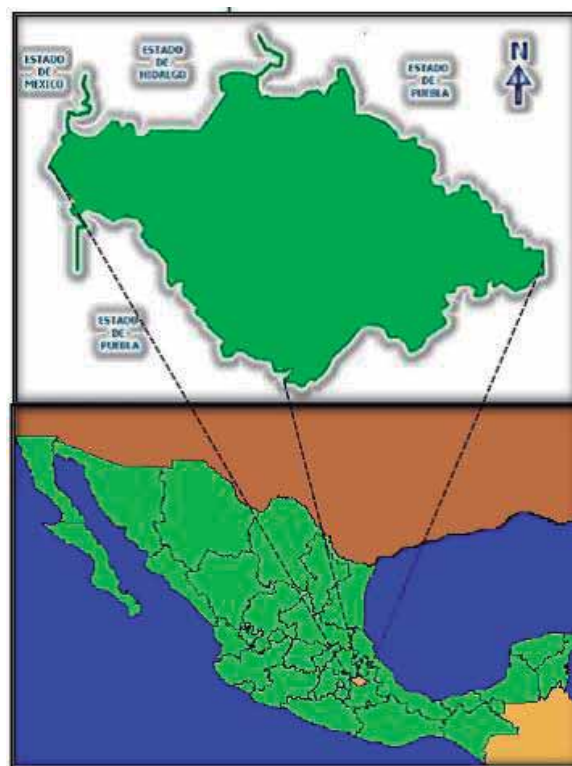 ESTADO
DE
MEXICO
ESTADO
DE
HIDALGO
ESTADO
DE
PUEBLA
N
ESTADO
DE
PUEBLA